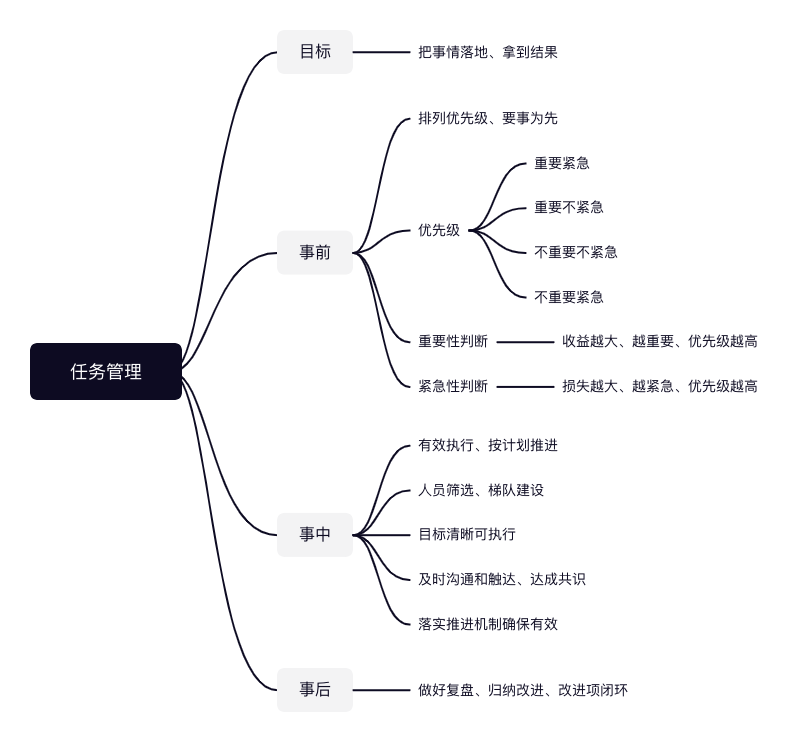 任务管理
目标
把事情落地、拿到结果
事前
排列优先级、要事为先
优先级
重要紧急
重要不紧急
不重要不紧急
不重要紧急
重要性判断
收益越大、越重要、优先级越高
紧急性判断
损失越大、越紧急、优先级越高
事中
有效执行、按计划推进
人员筛选、梯队建设
目标清晰可执行
及时沟通和触达、达成共识
落实推进机制确保有效
事后
做好复盘、归纳改进、改进项闭环